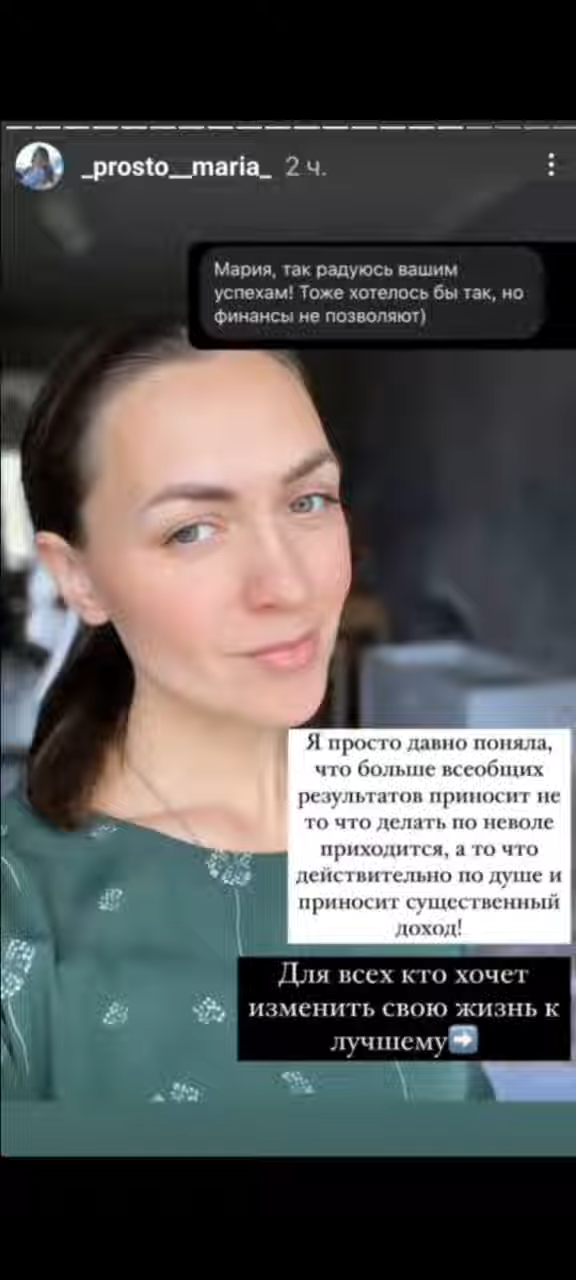 _prosto__maria_ 2 ч.
Мария, так радуюсь вашим
успехам! Тоже хотелось бы так, но
финансы не позволяют)
Я просто давно поняла,
что больше всеобщих
результатов приносит не
то что делать по неволе
приходится, а то что
действительно по душе и
приносит существенный
доход!
Для всех кто хочет
изменить свою жизнь к
лучшему➡️